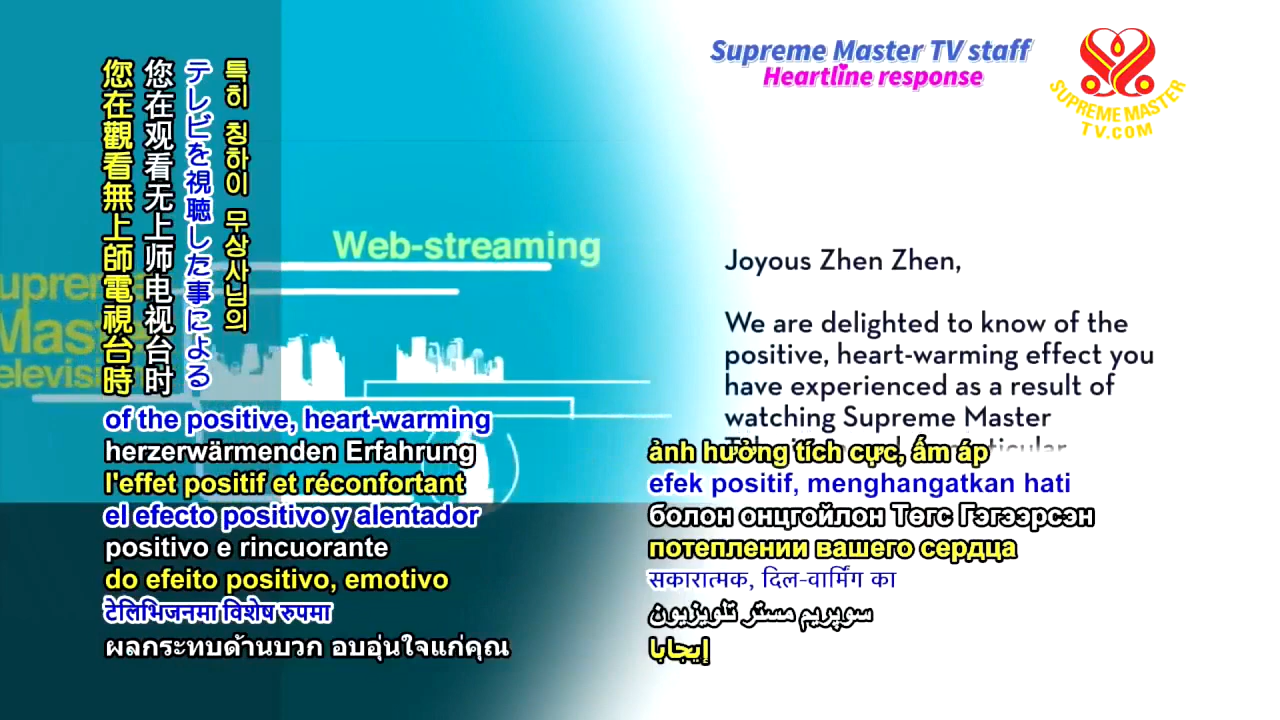 Supreme Master TV staff
Heartline response
SUPREME MASTER
TV.COM
您在觀看無上師電視台時
您在观看无上师电视台时
テレビを視聴した事による
특히 칭하이 무상사님의
Web-streaming
upre
Mas
elevis
Joyous Zhen Zhen,
We are delighted to know of the
positive, heart-warming effect you
have experienced as a result of
watching Supreme Master
of the positive, heart-warming
herzerwärmenden Erfahrung
l'effet positif et réconfortant
el efecto positivo y alentador
positivo e rincuorante
do efeito positivo, emotivo
टेलिभिजनमा विशेष रुपमा
ผลกระทบด้านบวก อบอุ่นใจแก่คุณ
ảnh hưởng tích cực, ấm áp
efek positif, menghangatkan hati
болон онцгойлон Төгс Гэгээрсэн
потеплении вашего сердца
सकारात्मक, दिल-वार्मिंग का
سوپریم مستر تلویزیون
إيجابا